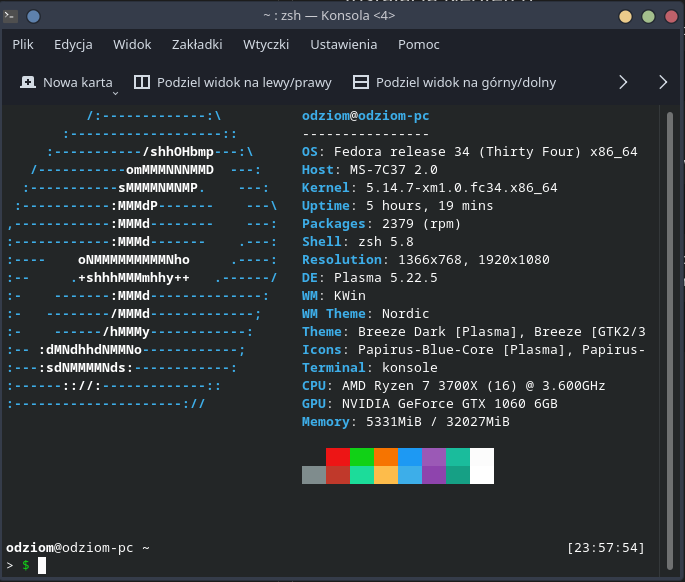 ~ : zsh — Konsola <4>
Plik Edycja Widok Zakładki Wtyczki Ustawienia Pomoc
Nowa karta Podziel widok na lewy/prawy Podziel widok na górny/dolny
/:-------------:\ odziom@odziom-pc
:-------------------:: ----------------
:-----------/shhOHbmp---:\ OS: Fedora release 34 (Thirty Four) x86_64
/-----------omMMMNNNMMD  ---: Host: MS-7C37 2.0
:-----------sMMMMNMNMP.    ---: Kernel: 5.14.7-xm1.0.fc34.x86_64
:-----------:MMMdP-------    ---\ Uptime: 5 hours, 19 mins
,------------:MMMd--------    ---: Packages: 2379 (rpm)
:------------:MMMd-------    .---: Shell: zsh 5.8
:----    oNMMMMMMMMMNho     .----: Resolution: 1366x768, 1920x1080
:--     .+shhhMMMmhhy++   .------/ DE: Plasma 5.22.5
:-    -------:MMMd--------------: WM: KWin
:-   --------/MMMd-------------; WM Theme: Nordic
:-    ------/hMMMy------------: Theme: Breeze Dark [Plasma], Breeze [GTK2/3
:-- :dMNdhhdNMMNo------------; Icons: Papirus-Blue-Core [Plasma], Papirus-
:---:sdNMMMMNds:------------: Terminal: konsole
:------:://:-------------:: CPU: AMD Ryzen 7 3700X (16) @ 3.600GHz
:---------------------:// GPU: NVIDIA GeForce GTX 1060 6GB
Memory: 5331MiB / 32027MiB
odziom@odziom-pc ~ [23:57:54]
> $